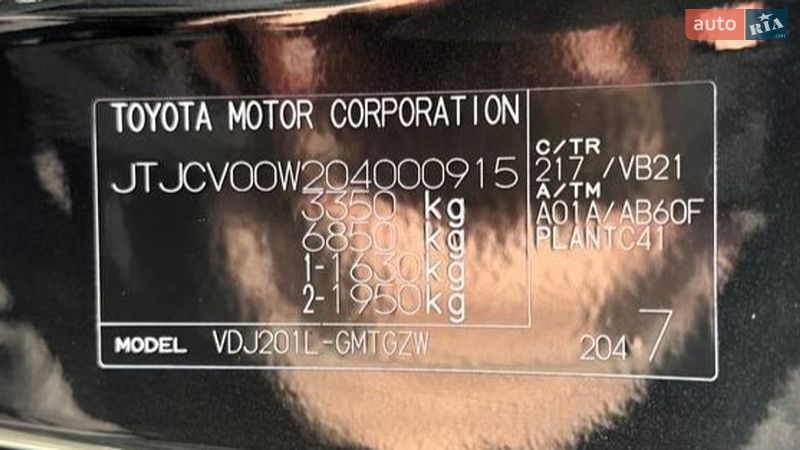 auto RIA .com
TOYOTA MOTOR CORPORATION
JTJCV00W204000915
3350 kg
6850 kg
1-1630kg
2-1950kg
C/TR
217 /VB21
A/TM
A01A/AB60F
PLANTC41
MODEL VDJ201L-GMTGZW
204 7